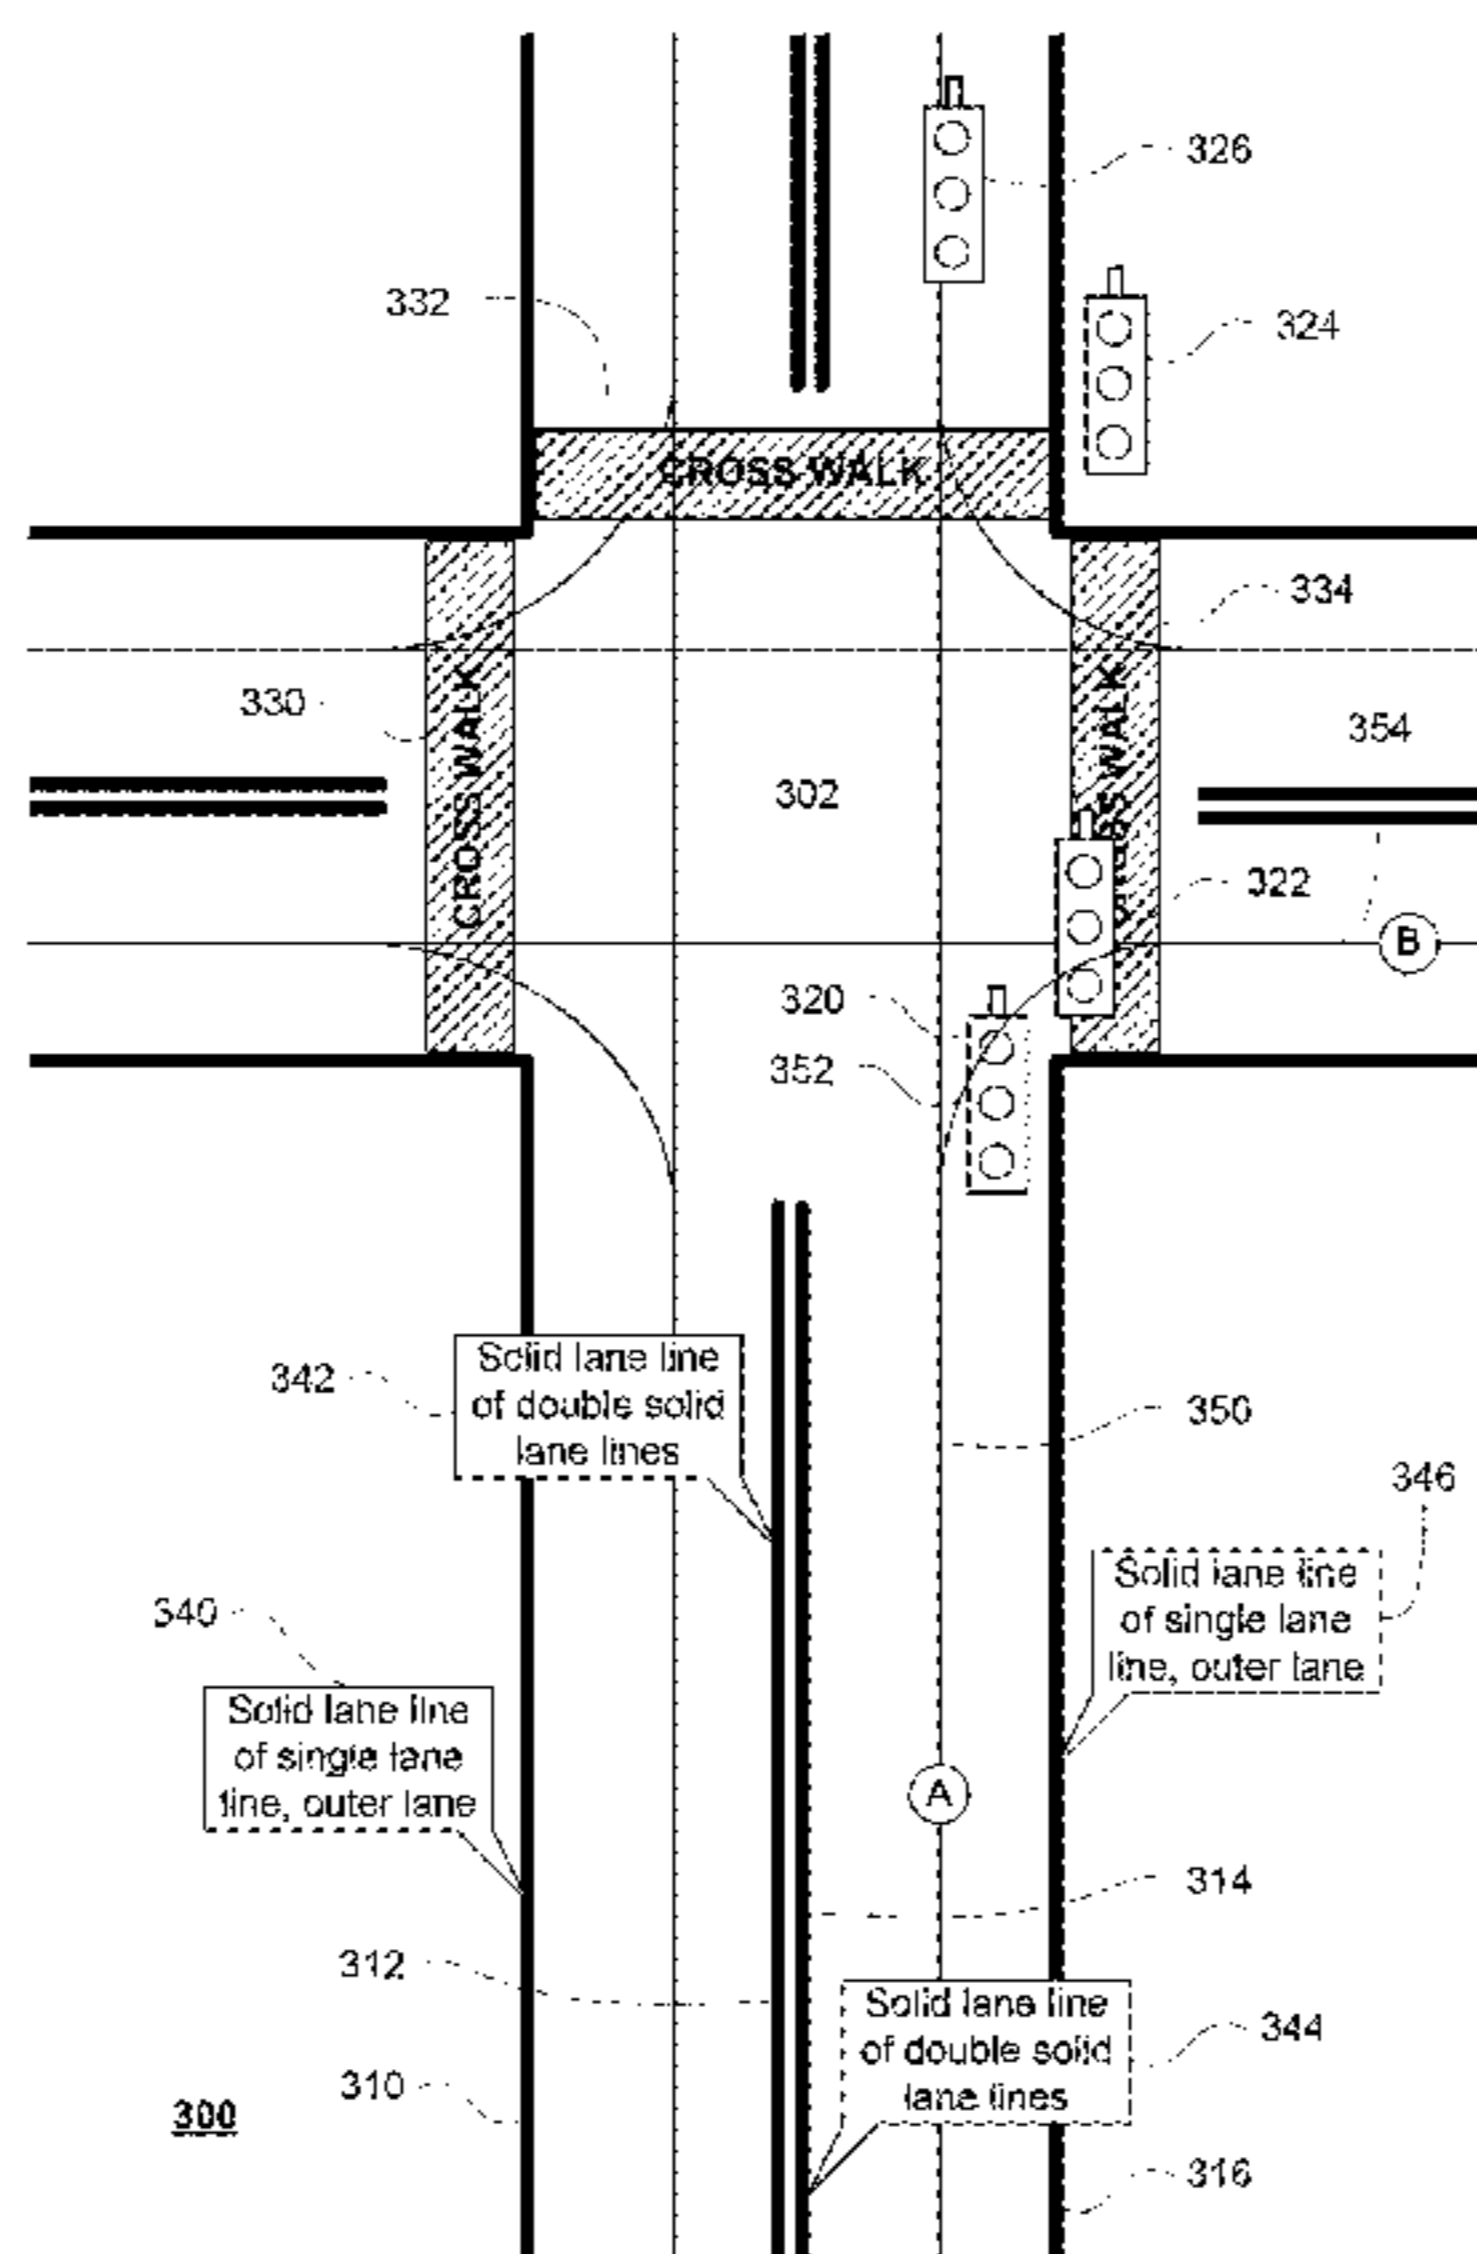 326
332
324
CROSS WALK
334
330
CROSS WALK
CROSS WALK
354
302
322
B
320
352
342
Solid lane line
of double solid
lane lines
350
346
Solid lane line
of single lane
line, outer lane
340
Solid lane line
of single lane
line, outer lane
A
314
312
Solid lane line
of double solid
lane lines
344
310
300
316